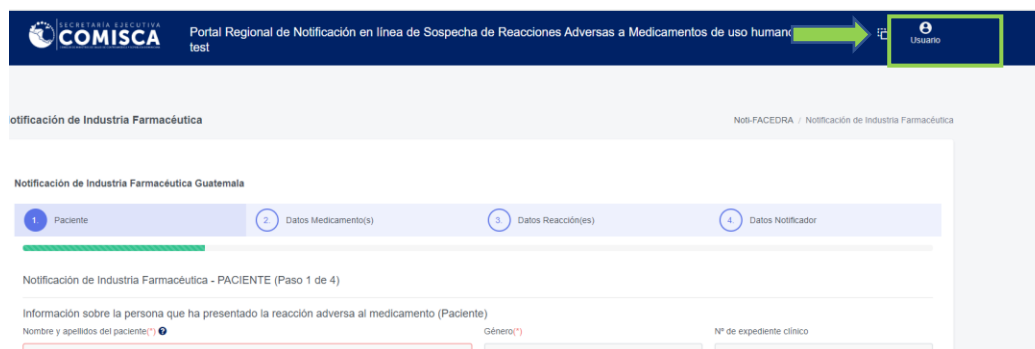 SECRETARÍA EJECUTIVA
COMISCA
Portal Regional de Notificación en línea de Sospecha de Reacciones Adversas a Medicamentos de uso humano
test
Usuario
otificación de Industria Farmacéutica
Noti-FACEDRA / Notificación de Industria Farmacéutica
Notificación de Industria Farmacéutica Guatemala
1. Paciente
2. Datos Medicamento(s)
3. Datos Reacción(es)
4. Datos Notificador
Notificación de Industria Farmacéutica - PACIENTE (Paso 1 de 4)
Información sobre la persona que ha presentado la reacción adversa al medicamento (Paciente)
Nombre y apellidos del paciente(*)
Género(*)
Nº de expediente clínico